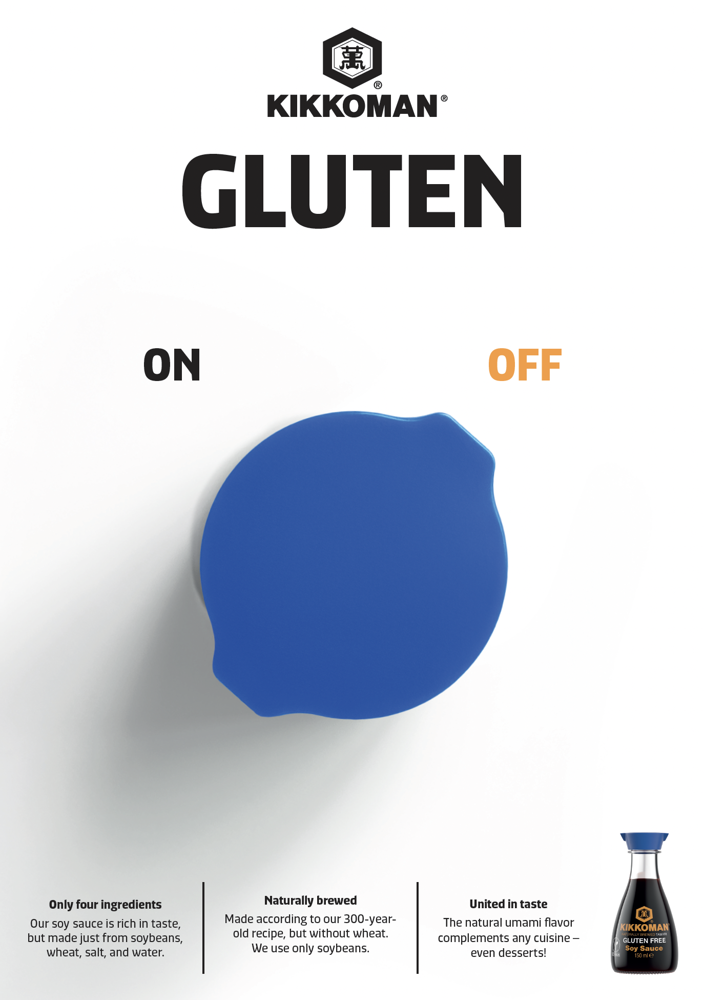 萬
®
KIKKOMAN®
GLUTEN
ON
OFF
Only four ingredients
Our soy sauce is rich in taste,
but made just from soybeans,
wheat, salt, and water.
Naturally brewed
Made according to our 300-year-
old recipe, but without wheat.
We use only soybeans.
United in taste
The natural umami flavor
complements any cuisine –
even desserts!
萬
®
KIKKOMAN®
NATURALLY BREWED TAMARI
GLUTEN FREE
Soy Sauce
150 ml ℮
VEGAN